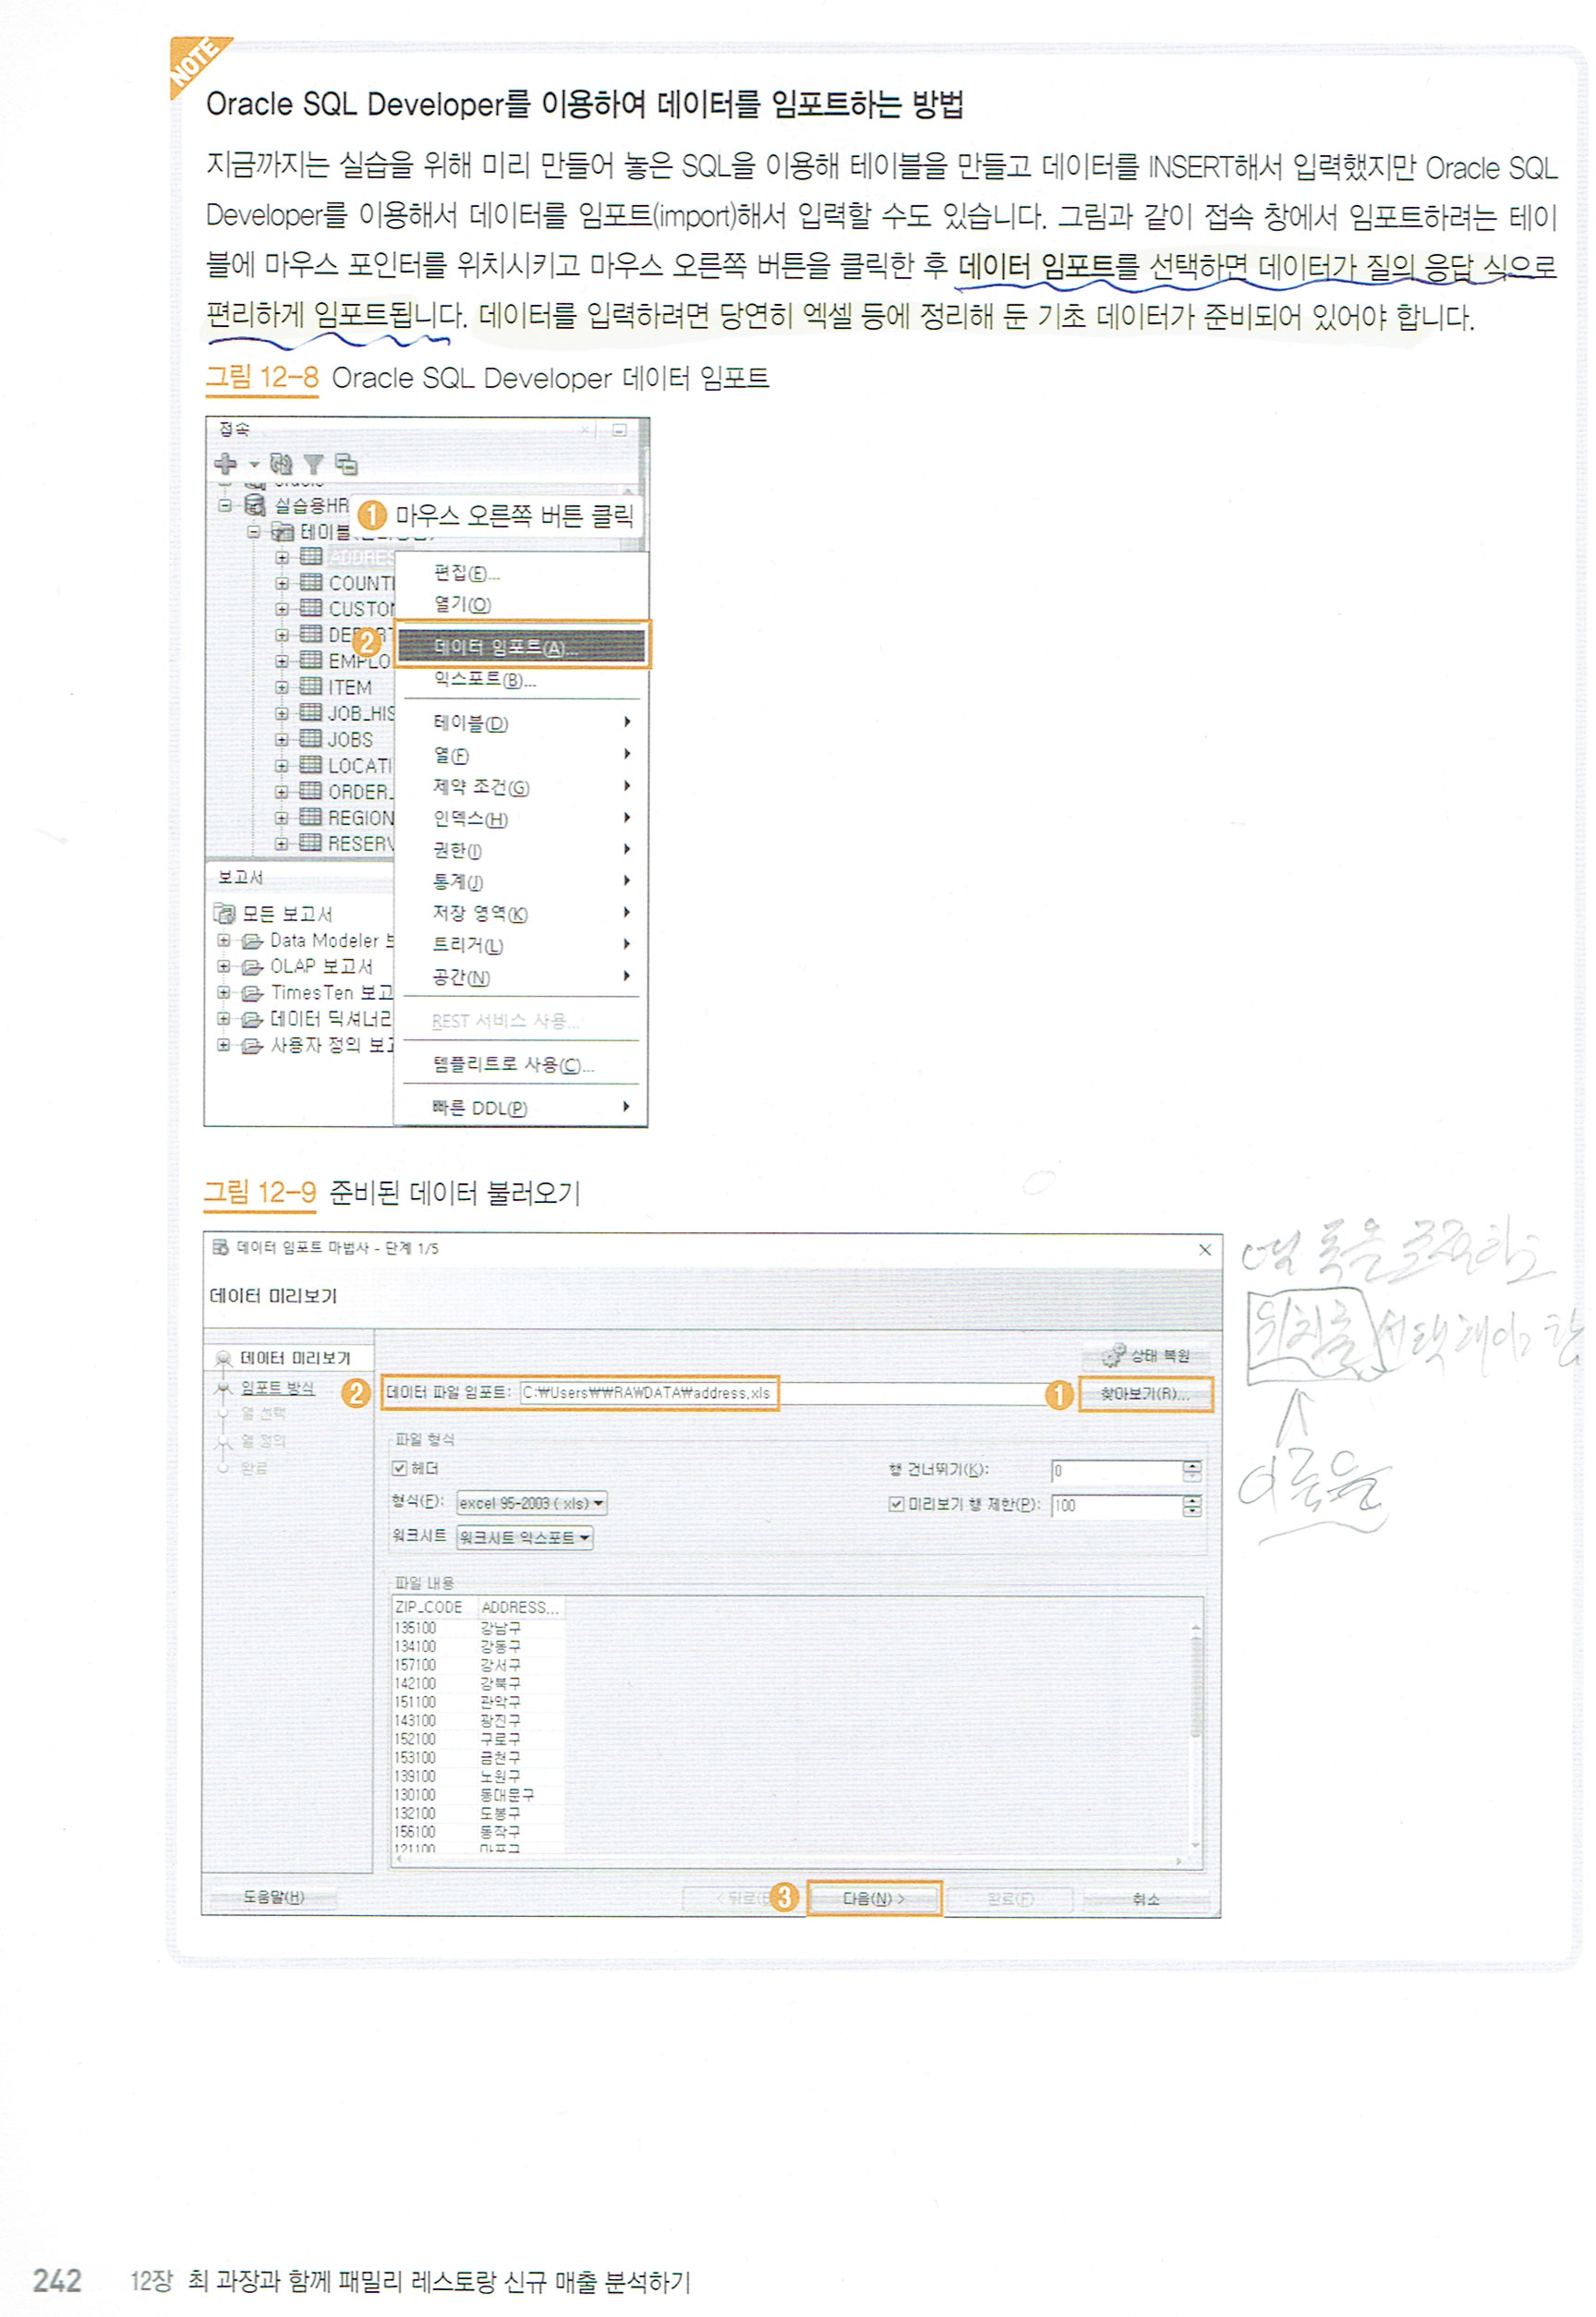 NOTE
Oracle SQL Developer를 이용하여 데이터를 임포트하는 방법
지금까지는 실습을 위해 미리 만들어 놓은 SQL을 이용해 테이블을 만들고 데이터를 INSERT해서 입력했지만 Oracle SQL
Developer를 이용해서 데이터를 임포트(import)해서 입력할 수도 있습니다. 그림과 같이 접속 창에서 임포트하려는 테이
블에 마우스 포인터를 위치시키고 마우스 오른쪽 버튼을 클릭한 후 데이터 임포트를 선택하면 데이터가 질의 응답 식으로
편리하게 임포트됩니다. 데이터를 입력하려면 당연히 엑셀 등에 정리해 둔 기초 데이터가 준비되어 있어야 합니다.
그림 12-8 Oracle SQL Developer 데이터 임포트
접속
실습용HR
1 마우스 오른쪽 버튼 클릭
테이블
ADDRES
COUNT
CUSTO
DEPART
EMPLO
ITEM
JOB_HIS
JOBS
LOCATI
ORDER_
REGION
RESERV
편집(E)...
열기(O)
2 데이터 임포트(A)...
익스포트(B)...
테이블(D)
열(F)
제약 조건(G)
인덱스(H)
권한(I)
통계(J)
저장 영역(K)
트리거(L)
공간(N)
REST 서비스 사용...
템플리트로 사용(C)...
빠른 DDL(P)
보고서
모든 보고서
Data Modeler
OLAP 보고서
TimesTen 보고
데이터 딕셔너리
사용자 정의 보고
그림 12-9 준비된 데이터 불러오기
데이터 임포트 마법사 - 단계 1/5
데이터 미리보기
데이터 미리보기
임포트 방식
열 선택
열 정의
완료
상태 복원
2 데이터 파일 임포트: C:₩Users₩₩RAWDATA₩address.xls
1 찾아보기(R)...
파일 형식
헤더
행 건너뛰기(K): 0
형식(F): excel 95-2003 (.xls)
미리보기 행 제한(P): 100
워크시트 워크시트 익스포트
파일 내용
ZIP_CODE ADDRESS...
135100 강남구
134100 강동구
157100 강서구
142100 강북구
151100 관악구
143100 광진구
152100 구로구
153100 금천구
139100 노원구
130100 동대문구
132100 도봉구
156100 동작구
121100 마포구
도움말(H)
< 뒤로(B
3 다음(N) >
완료(F)
취소
위치를 선택해야 함
이름을
242 12장 최 과장과 함께 패밀리 레스토랑 신규 매출 분석하기